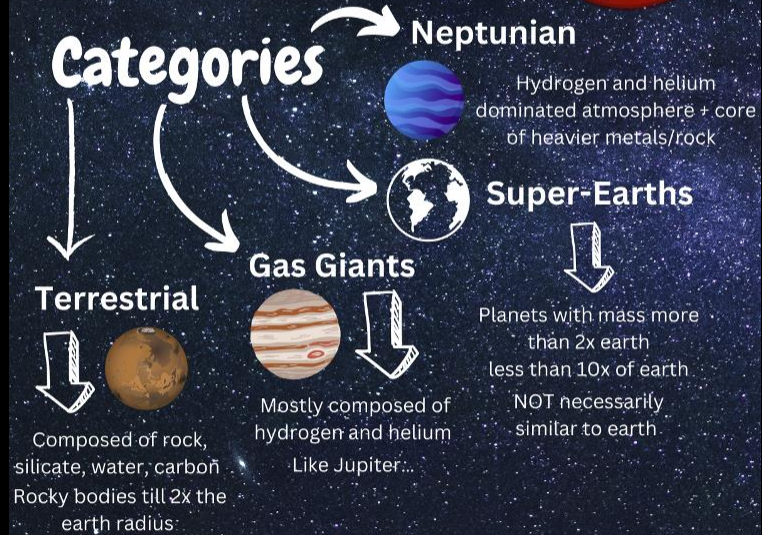 Categories
Neptunian
Hydrogen and helium
dominated atmosphere + core
of heavier metals/rock
Super-Earths
Planets with mass more
than 2x earth
less than 10x of earth
NOT necessarily
similar to earth
Gas Giants
Mostly composed of
hydrogen and helium
Like Jupiter...
Terrestrial
Composed of rock,
silicate, water, carbon
Rocky bodies till 2x the
earth radius